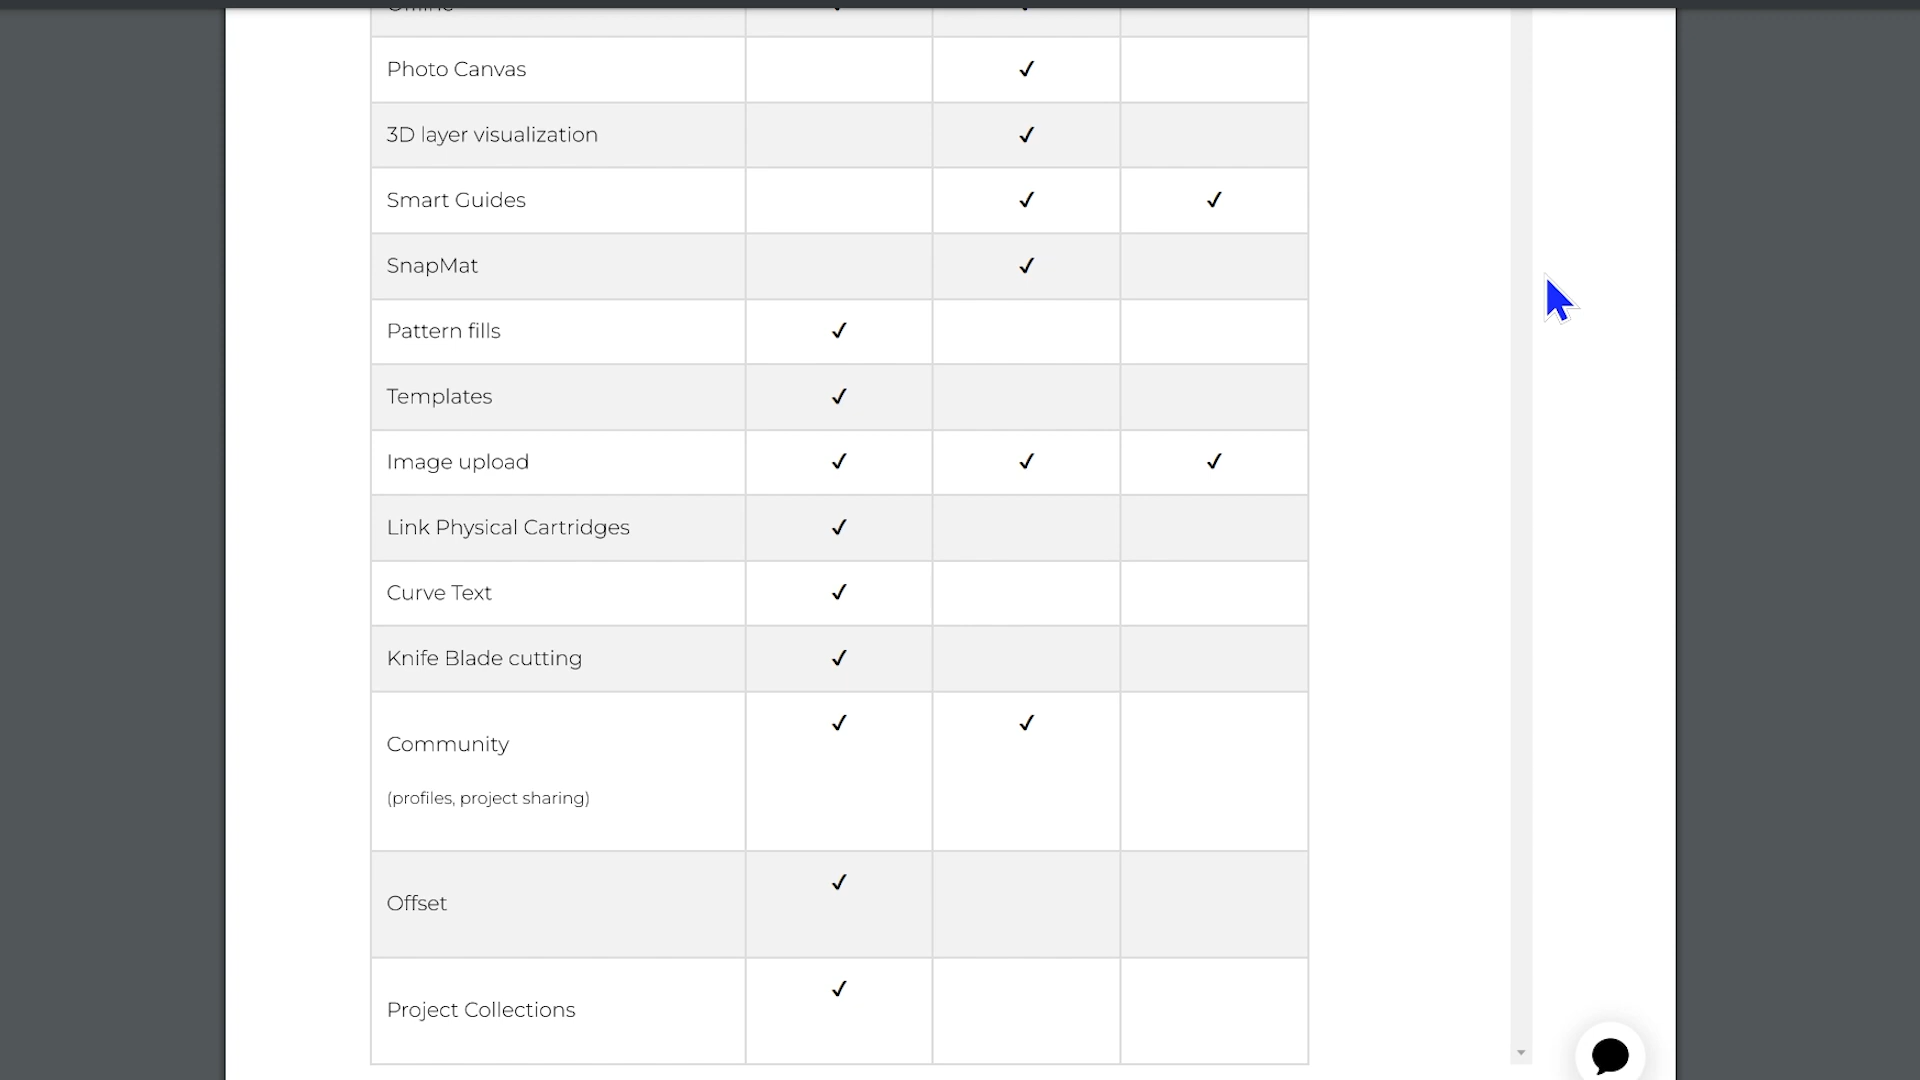 Photo Canvas ✓
3D layer visualization ✓
Smart Guides ✓ ✓
SnapMat ✓
Pattern fills ✓
Templates ✓
Image upload ✓ ✓ ✓
Link Physical Cartridges ✓
Curve Text ✓
Knife Blade cutting ✓
Community ✓ ✓
(profiles, project sharing)
Offset ✓
Project Collections ✓